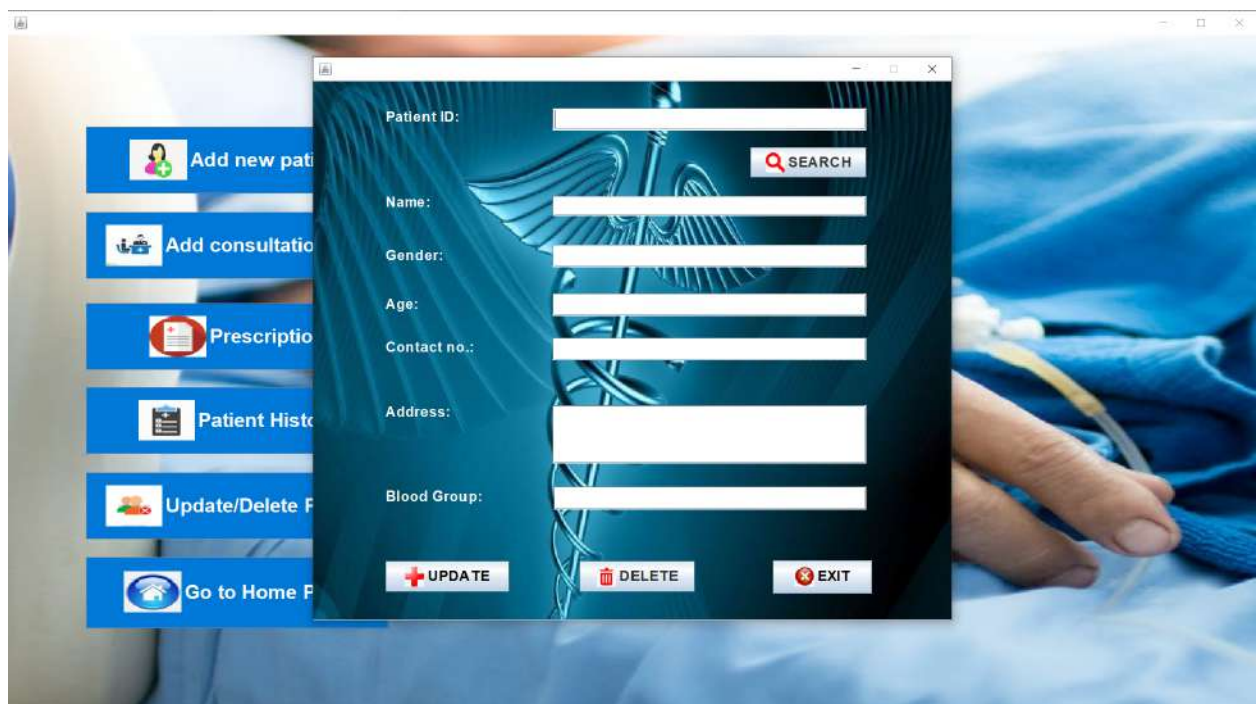 Add new pati
Add consultatio
Prescriptio
Patient Histo
Update/Delete
Go to Home
Patient ID:
SEARCH
Name:
Gender:
Age:
Contact no.:
Address:
Blood Group:
UPDATE
DELETE
EXIT